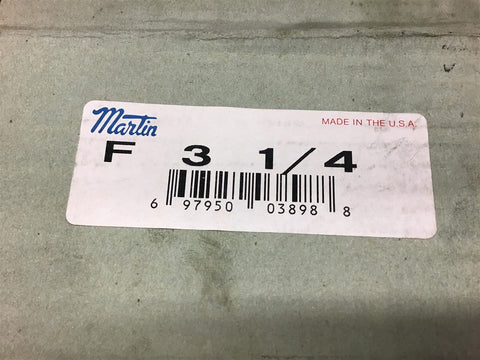 Martin
MADE IN THE U.S.A.
F 3 1/4
6 97950 03898 8